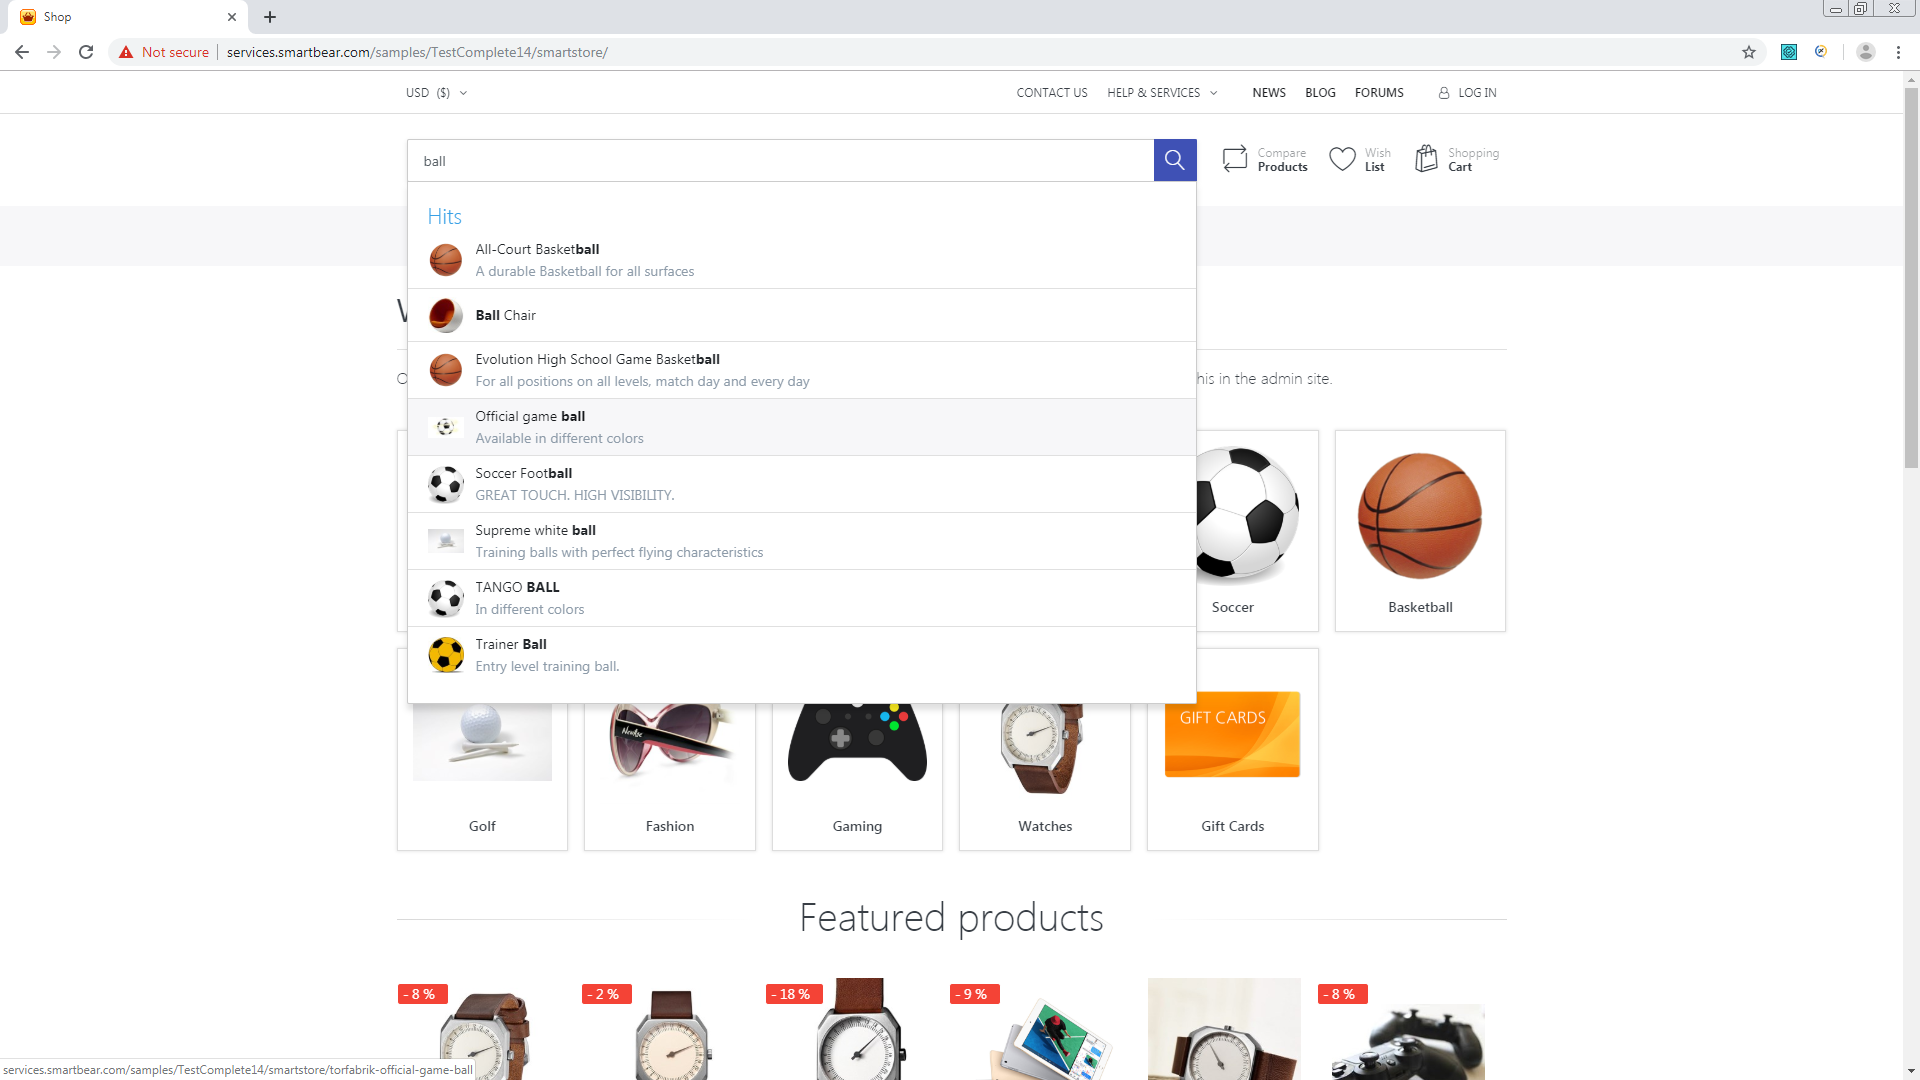 Shop
Not secure
services.smartbear.com/samples/TestComplete14/smartstore/
USD ($)
CONTACT US
HELP & SERVICES
NEWS
BLOG
FORUMS
LOG IN
ball
Compare
Products
Wish
List
Shopping
Cart
Hits
All-Court Basketball
A durable Basketball for all surfaces
Ball Chair
Evolution High School Game Basketball
For all positions on all levels, match day and every day
his in the admin site.
Official game ball
Available in different colors
Soccer Football
GREAT TOUCH. HIGH VISIBILITY.
Supreme white ball
Training balls with perfect flying characteristics
TANGO BALL
In different colors
Trainer Ball
Entry level training ball.
Soccer
Basketball
GIFT CARDS
Golf
Fashion
Gaming
Watches
Gift Cards
Featured products
- 8 %
- 2 %
- 18 %
- 9 %
- 8 %
services.smartbear.com/samples/TestComplete14/smartstore/torfabrik-official-game-ball